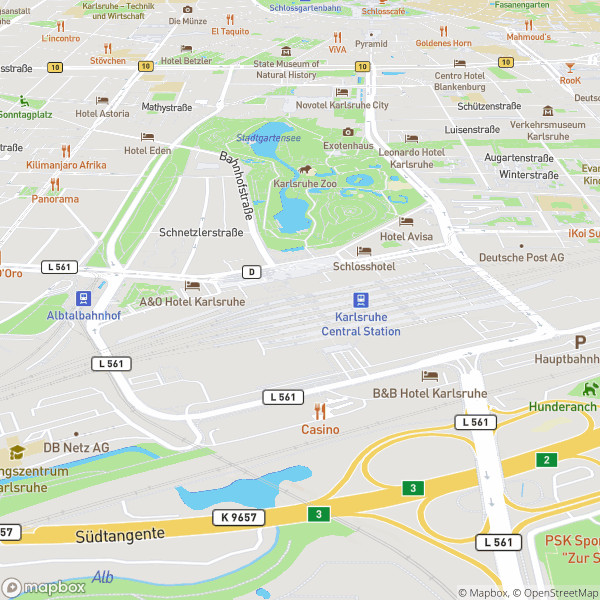 Karlsruhe – Technik
und Wirtschaft
Die Münze
El Taquito
Schlossgartenbahn
Schlosscafé
Fasanengarten
L'incontro
Stövchen
Hotel Betzler
ViVA
Pyramid
Goldenes Horn
Mahmoud's
State Museum of
Natural History
10
10
10
10
Centro Hotel
Blankenburg
RooK
Sonntagplatz
Hotel Astoria
Mathystraße
Novotel Karlsruhe City
Schützenstraße
Verkehrsmuseum
Karlsruhe
Hotel Eden
Stadtgartensee
Exotenhaus
Luisenstraße
Kilimanjaro Afrika
Bahnhofstraße
Karlsruhe Zoo
Leonardo Hotel
Karlsruhe
Augartenstraße
Winterstraße
Panorama
Schnetzlerstraße
Hotel Avisa
iKoi Su
D'Oro
L 561
D
Schlosshotel
Deutsche Post AG
A&O Hotel Karlsruhe
Albtalbahnhof
Karlsruhe
Central Station
P
Hauptbahnh
L 561
L 561
B&B Hotel Karlsruhe
Hunderanch
Casino
L 561
DB Netz AG
ngszentrum
arlsruhe
2
3
3
K 9657
57
Südtangente
L 561
PSK Spor
"Zur S
Alb
mapbox
© Mapbox, © OpenStreetMap